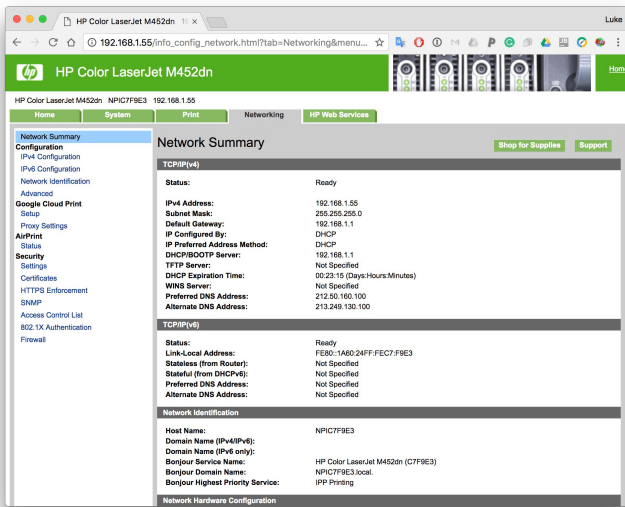 HP Color LaserJet M452dn 1
Luke
192.168.1.55/info_config_network.html?tab=Networking&menu...
hp HP Color LaserJet M452dn
Hom
HP Color LaserJet M452dn NPIC7F9E3 192.168.1.55
Home System Print Networking HP Web Services
Network Summary
Configuration
IPv4 Configuration
IPv6 Configuration
Network Identification
Advanced
Google Cloud Print
Setup
Proxy Settings
AirPrint
Status
Security
Settings
Certificates
HTTPS Enforcement
SNMP
Access Control List
802.1X Authentication
Firewall
Network Summary
Shop for Supplies Support
TCP/IP(v4)
Status: Ready
IPv4 Address: 192.168.1.55
Subnet Mask: 255.255.255.0
Default Gateway: 192.168.1.1
IP Configured By: DHCP
IP Preferred Address Method: DHCP
DHCP/BOOTP Server: 192.168.1.1
TFTP Server: Not Specified
DHCP Expiration Time: 00:23:15 (Days:Hours:Minutes)
WINS Server: Not Specified
Preferred DNS Address: 212.50.160.100
Alternate DNS Address: 213.249.130.100
TCP/IP(v6)
Status: Ready
Link-Local Address: FE80::1A60:24FF:FEC7:F9E3
Stateless (from Router): Not Specified
Stateful (from DHCPv6): Not Specified
Preferred DNS Address: Not Specified
Alternate DNS Address: Not Specified
Network Identification
Host Name: NPIC7F9E3
Domain Name (IPv4/IPv6):
Domain Name (IPv6 only):
Bonjour Service Name: HP Color LaserJet M452dn (C7F9E3)
Bonjour Domain Name: NPIC7F9E3.local.
Bonjour Highest Priority Service: IPP Printing
Network Hardware Configuration